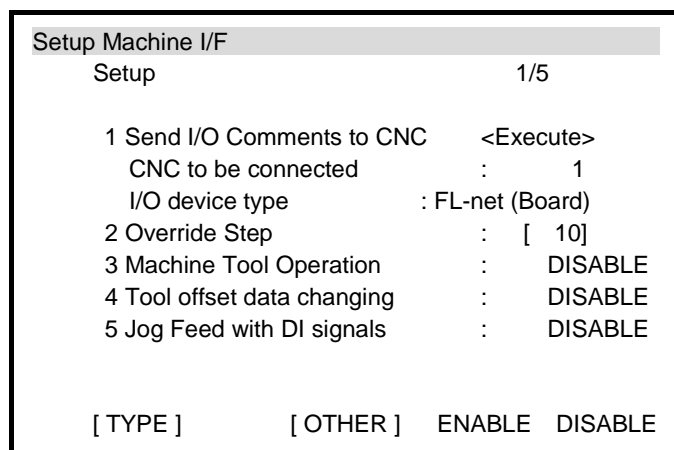 Setup Machine I/F
Setup 1/5
1 Send I/O Comments to CNC <Execute>
CNC to be connected : 1
I/O device type : FL-net (Board)
2 Override Step : [ 10]
3 Machine Tool Operation : DISABLE
4 Tool offset data changing : DISABLE
5 Jog Feed with DI signals : DISABLE
[ TYPE ] [ OTHER ] ENABLE DISABLE